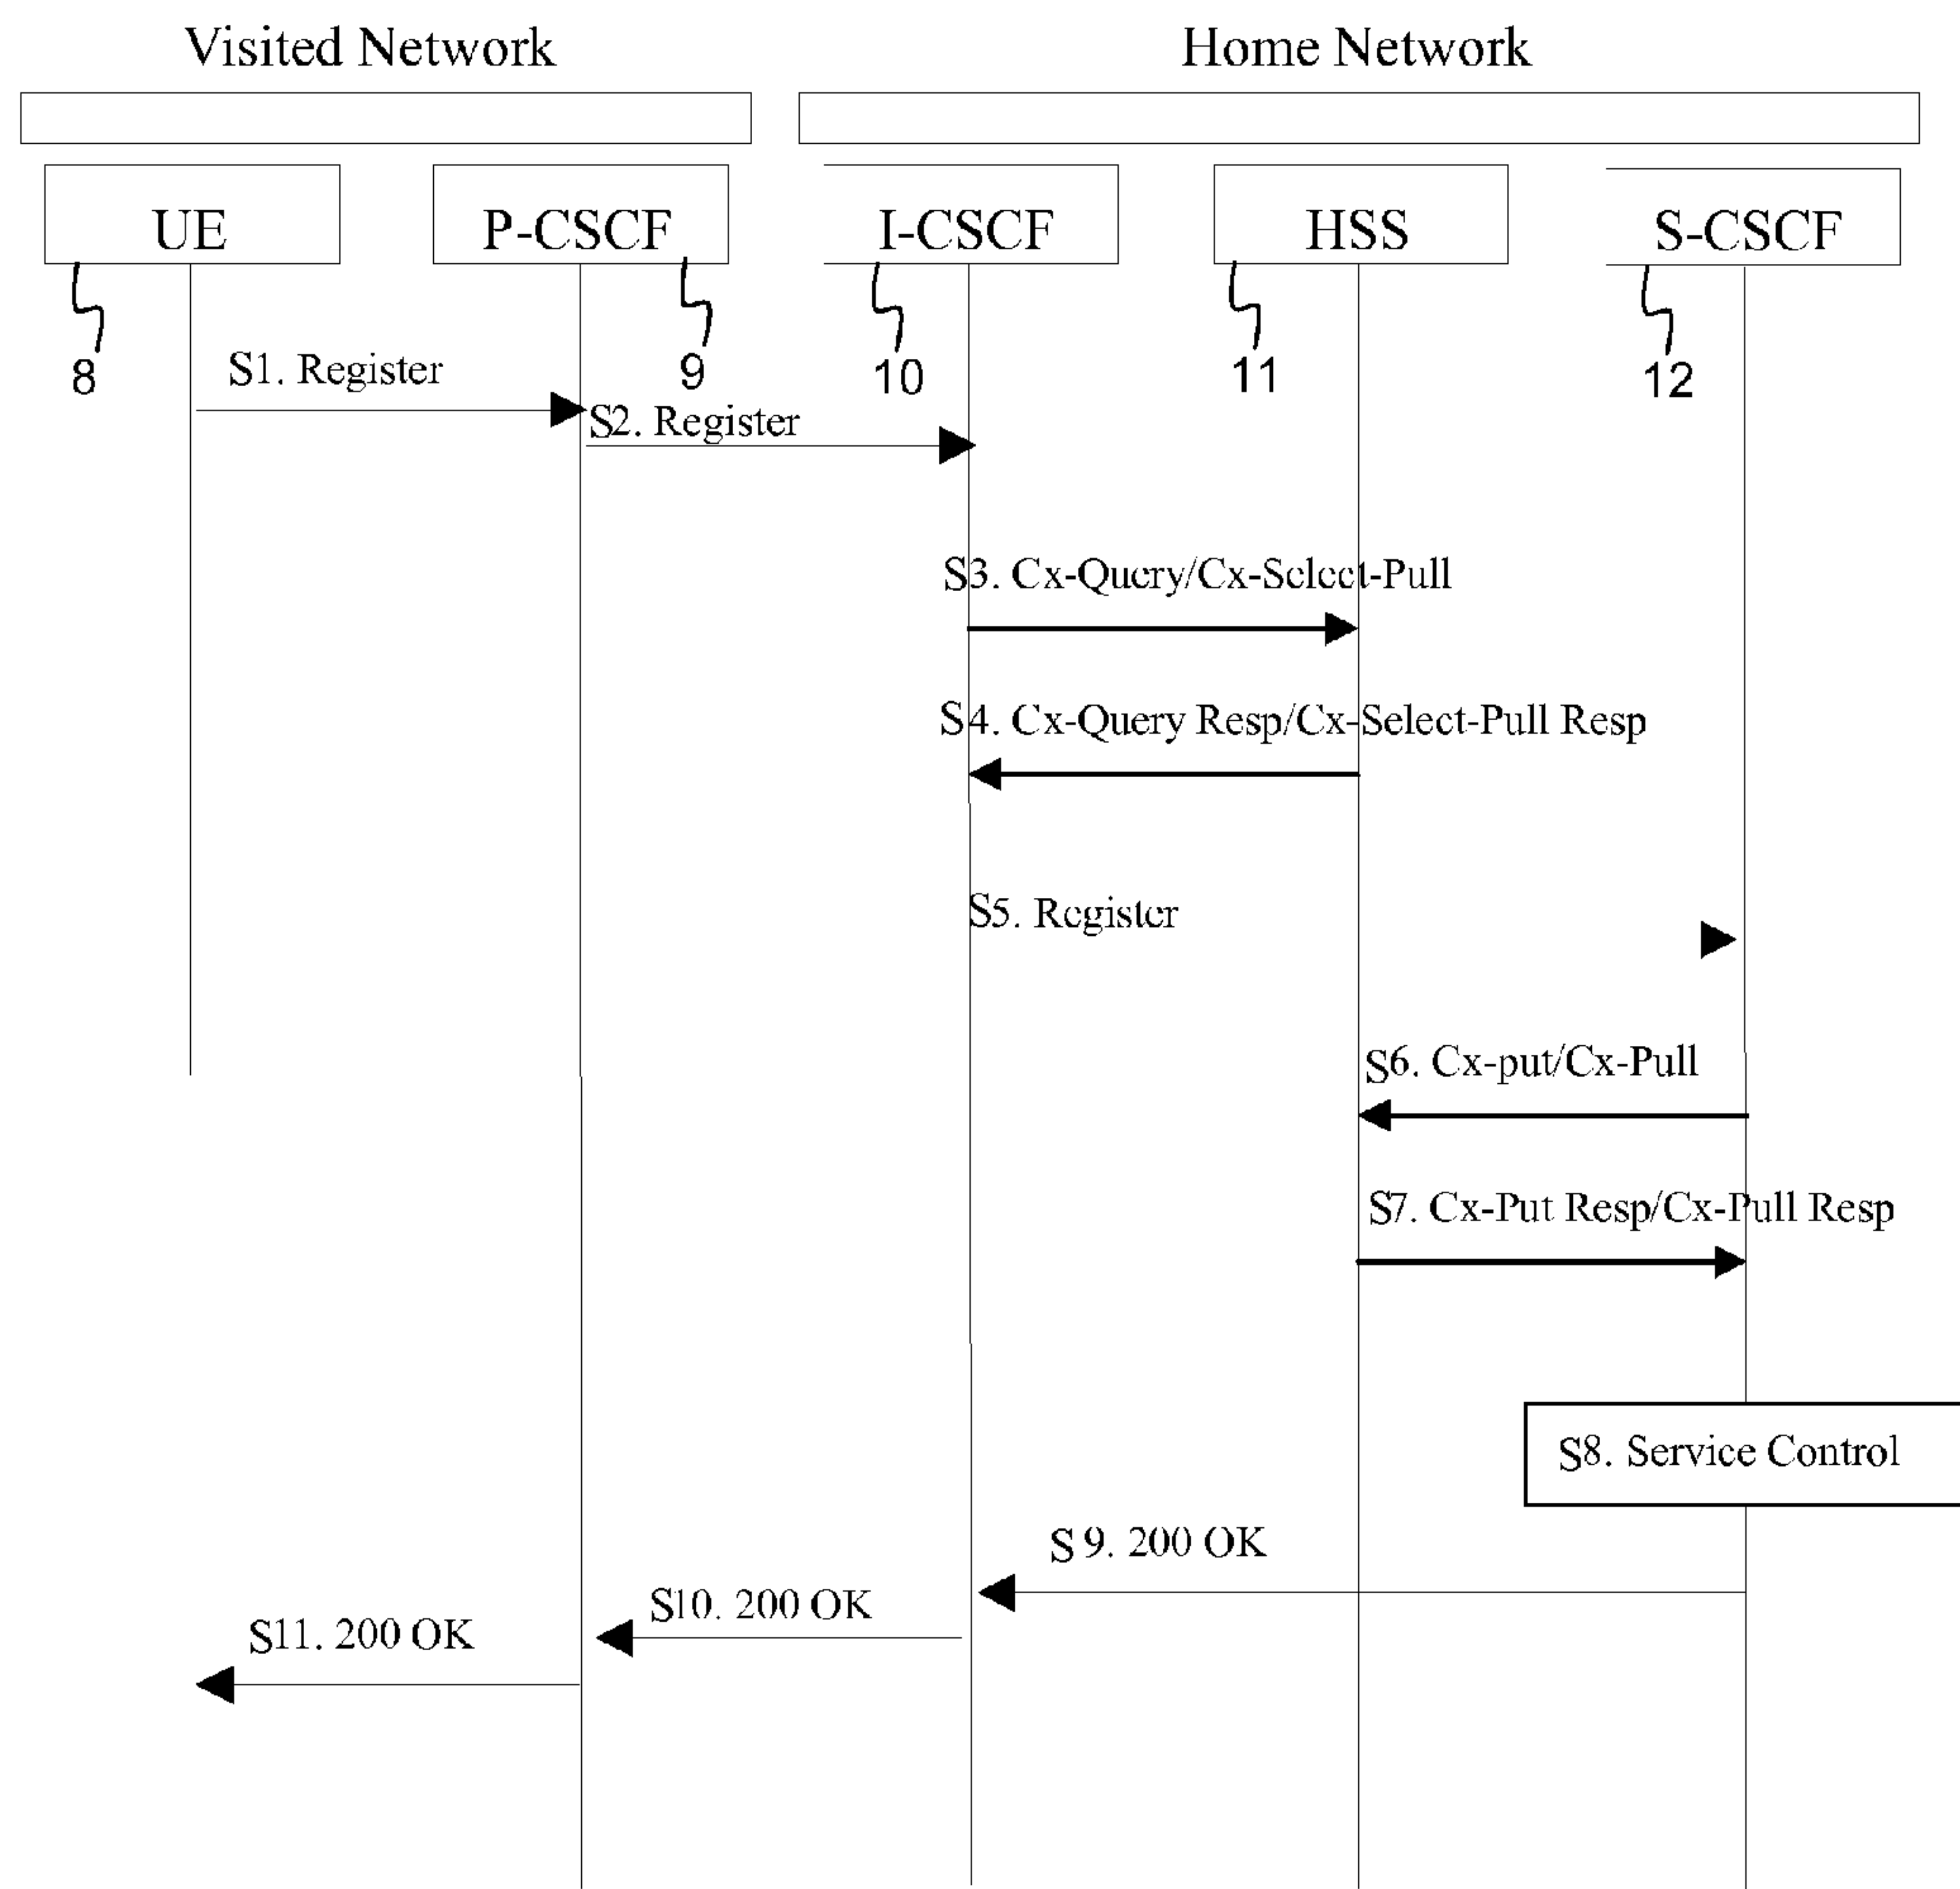 Visited Network
Home Network
UE
P-CSCF
I-CSCF
HSS
S-CSCF
8
9
10
11
12
S1. Register
S2. Register
S3. Cx-Query/Cx-Select-Pull
S4. Cx-Query Resp/Cx-Select-Pull Resp
S5. Register
S6. Cx-put/Cx-Pull
S7. Cx-Put Resp/Cx-Pull Resp
S8. Service Control
S 9. 200 OK
S10. 200 OK
S11. 200 OK